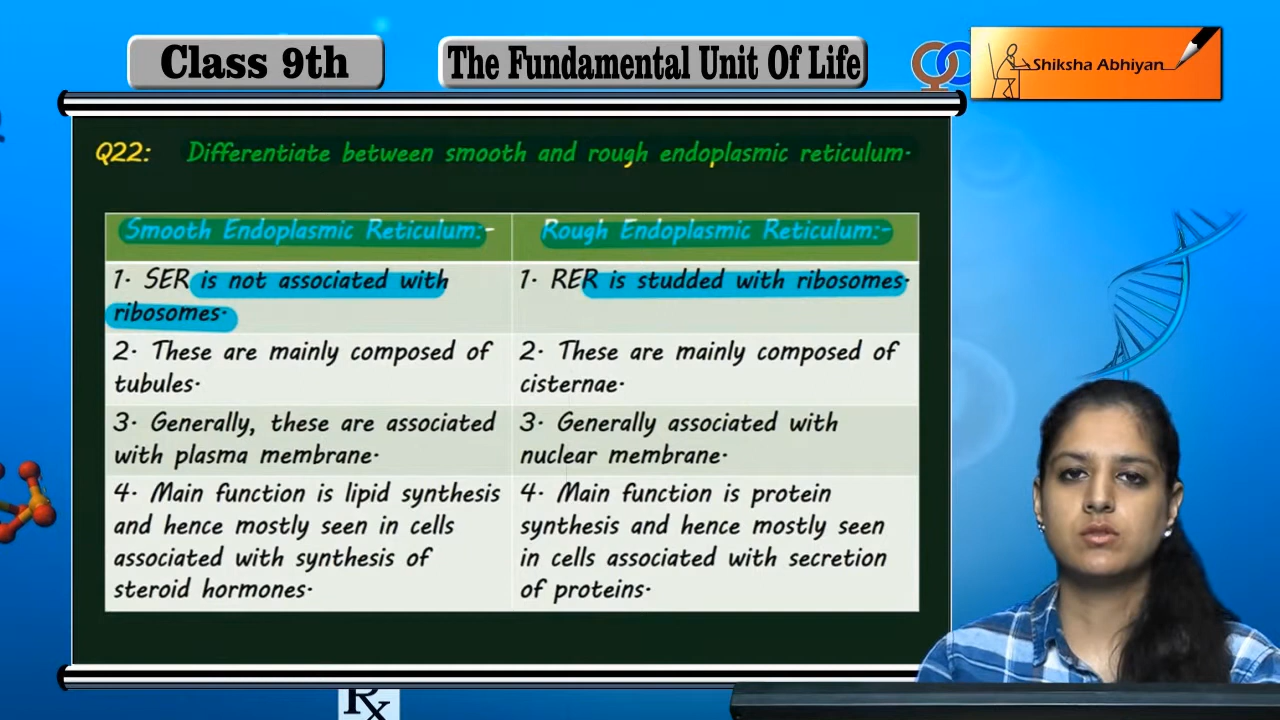 Class 9th
The Fundamental Unit Of Life
Shiksha Abhiyan
Q22: Differentiate between smooth and rough endoplasmic reticulum.
Smooth Endoplasmic Reticulum:-
Rough Endoplasmic Reticulum:-
1. SER is not associated with
ribosomes.
1. RER is studded with ribosomes.
2. These are mainly composed of
tubules.
2. These are mainly composed of
cisternae.
3. Generally, these are associated
with plasma membrane.
3. Generally associated with
nuclear membrane.
4. Main function is lipid synthesis
and hence mostly seen in cells
associated with synthesis of
steroid hormones.
4. Main function is protein
synthesis and hence mostly seen
in cells associated with secretion
of proteins.
Rx